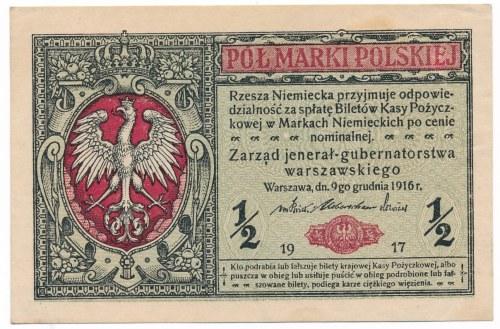 PÓŁ MARKI POLSKIEJ
Rzesza Niemiecka przyjmuje odpowie-
dzialność za spłatę Biletów Kasy Pożycz-
kowej w Markach Niemieckich po cenie
nominalnej.
Zarząd jenerał-gubernatorstwa
warszawskiego
Warszawa, dn. 9go grudnia 1916 r.
1/2
1/2
19 17
Kto podrabia lub fałszuje bilety krajowej Kasy Pożyczkowej, albo
puszcza w obieg lub usiłuje puścić w obieg podrobione lub fał-
szowane bilety, podlega karze ciężkiego więzienia.